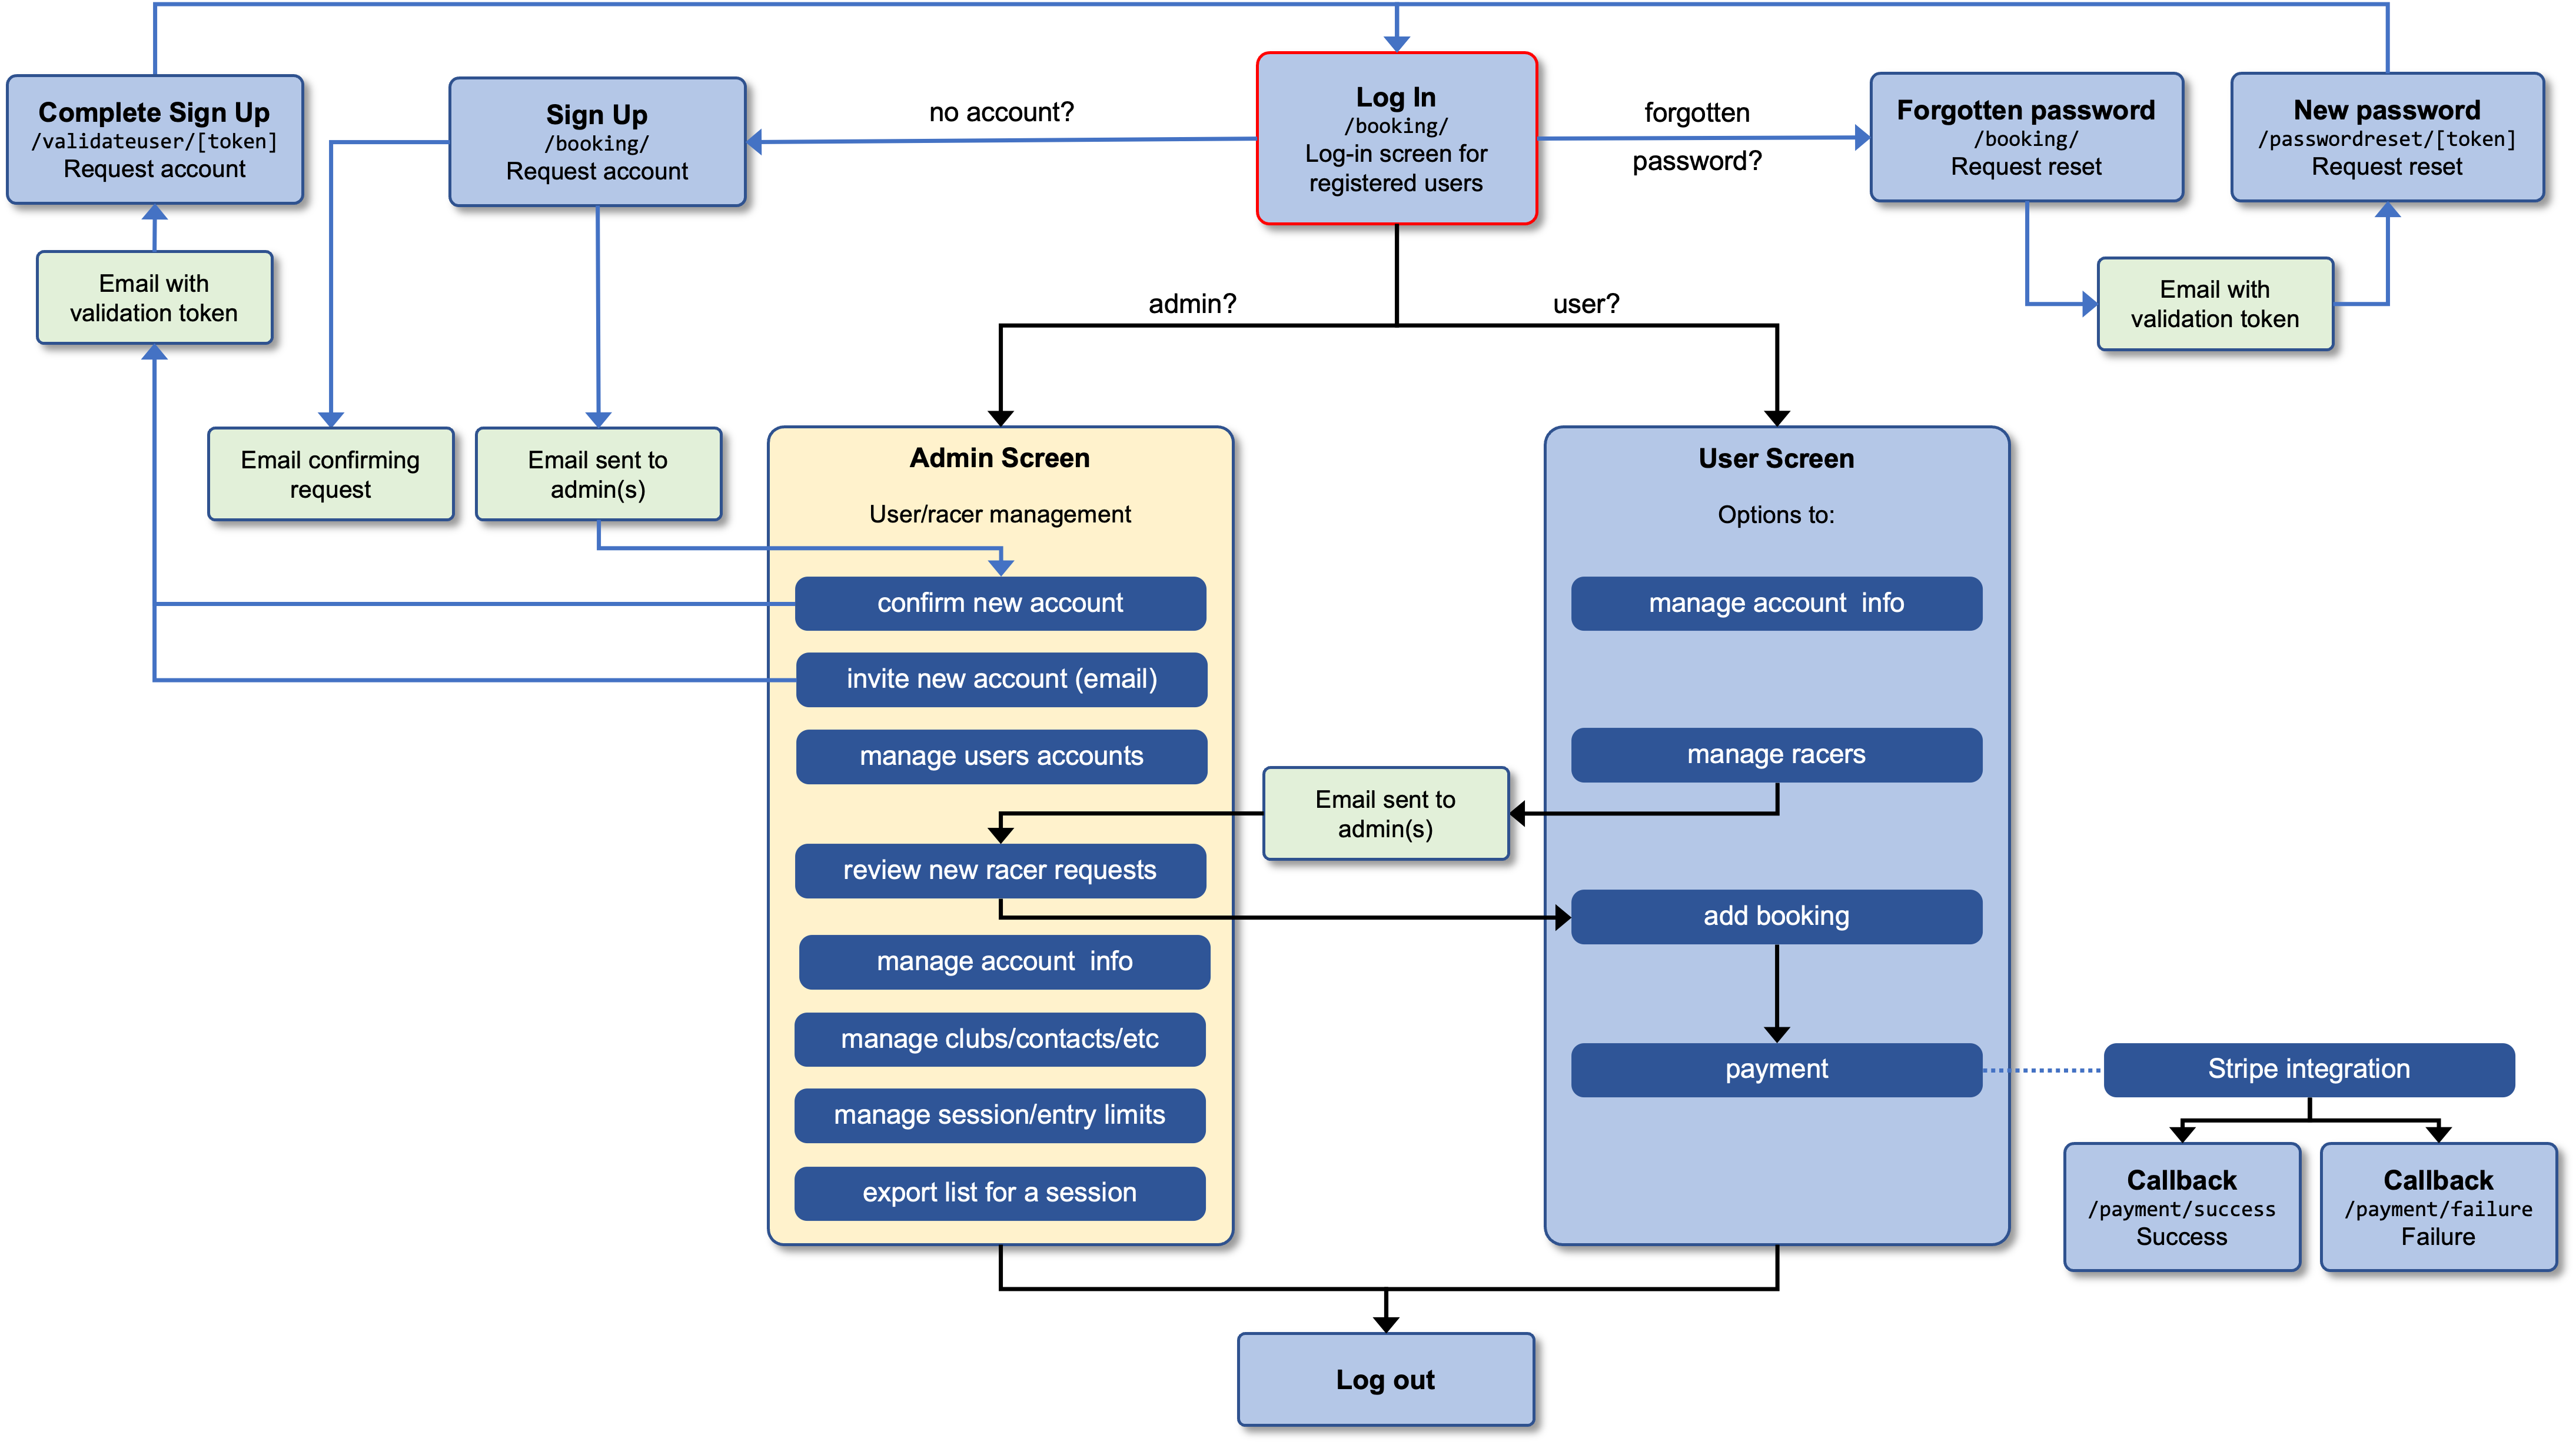 Complete Sign Up
/validateuser/[token]
Request account
Sign Up
/booking/
Request account
no account?
Log In
/booking/
Log-in screen for
registered users
forgotten
password?
Forgotten password
/booking/
Request reset
New password
/passwordreset/[token]
Request reset
Email with
validation token
Email with
validation token
admin?
user?
Email confirming
request
Email sent to
admin(s)
Admin Screen
User/racer management
confirm new account
invite new account (email)
manage users accounts
review new racer requests
manage account  info
manage clubs/contacts/etc
manage session/entry limits
export list for a session
Email sent to
admin(s)
User Screen
Options to:
manage account  info
manage racers
add booking
payment
Stripe integration
Callback
/payment/success
Success
Callback
/payment/failure
Failure
Log out